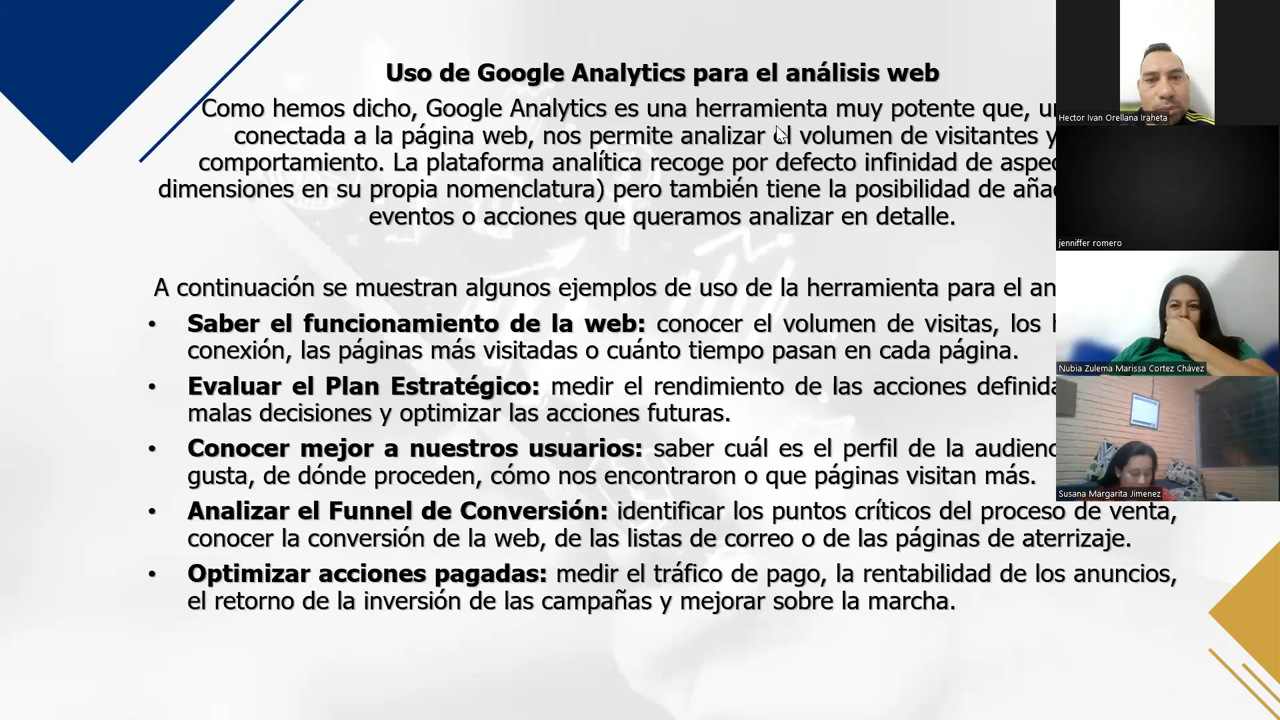 Uso de Google Analytics para el análisis web
Como hemos dicho, Google Analytics es una herramienta muy potente que,
conectada a la página web, nos permite analizar el volumen de visitantes y
comportamiento. La plataforma analítica recoge por defecto infinidad de
dimensiones en su propia nomenclatura) pero también tiene la posibilidad de
eventos o acciones que queramos analizar en detalle.
A continuación se muestran algunos ejemplos de uso de la herramienta para el
• Saber el funcionamiento de la web: conocer el volumen de visitas, los
conexión, las páginas más visitadas o cuánto tiempo pasan en cada página.
• Evaluar el Plan Estratégico: medir el rendimiento de las acciones
malas decisiones y optimizar las acciones futuras.
• Conocer mejor a nuestros usuarios: saber cuál es el perfil de la
gusta, de dónde proceden, cómo nos encontraron o que páginas visitan más.
• Analizar el Funnel de Conversión: identificar los puntos críticos del proceso de venta,
conocer la conversión de la web, de las listas de correo o de las páginas de aterrizaje.
• Optimizar acciones pagadas: medir el tráfico de pago, la rentabilidad de los anuncios,
el retorno de la inversión de las campañas y mejorar sobre la marcha.
Hector Ivan Orellana Iraheta
jenniffer romero
Nubia Zulema Marissa Cortez Chávez
Susana Margarita Jimenez